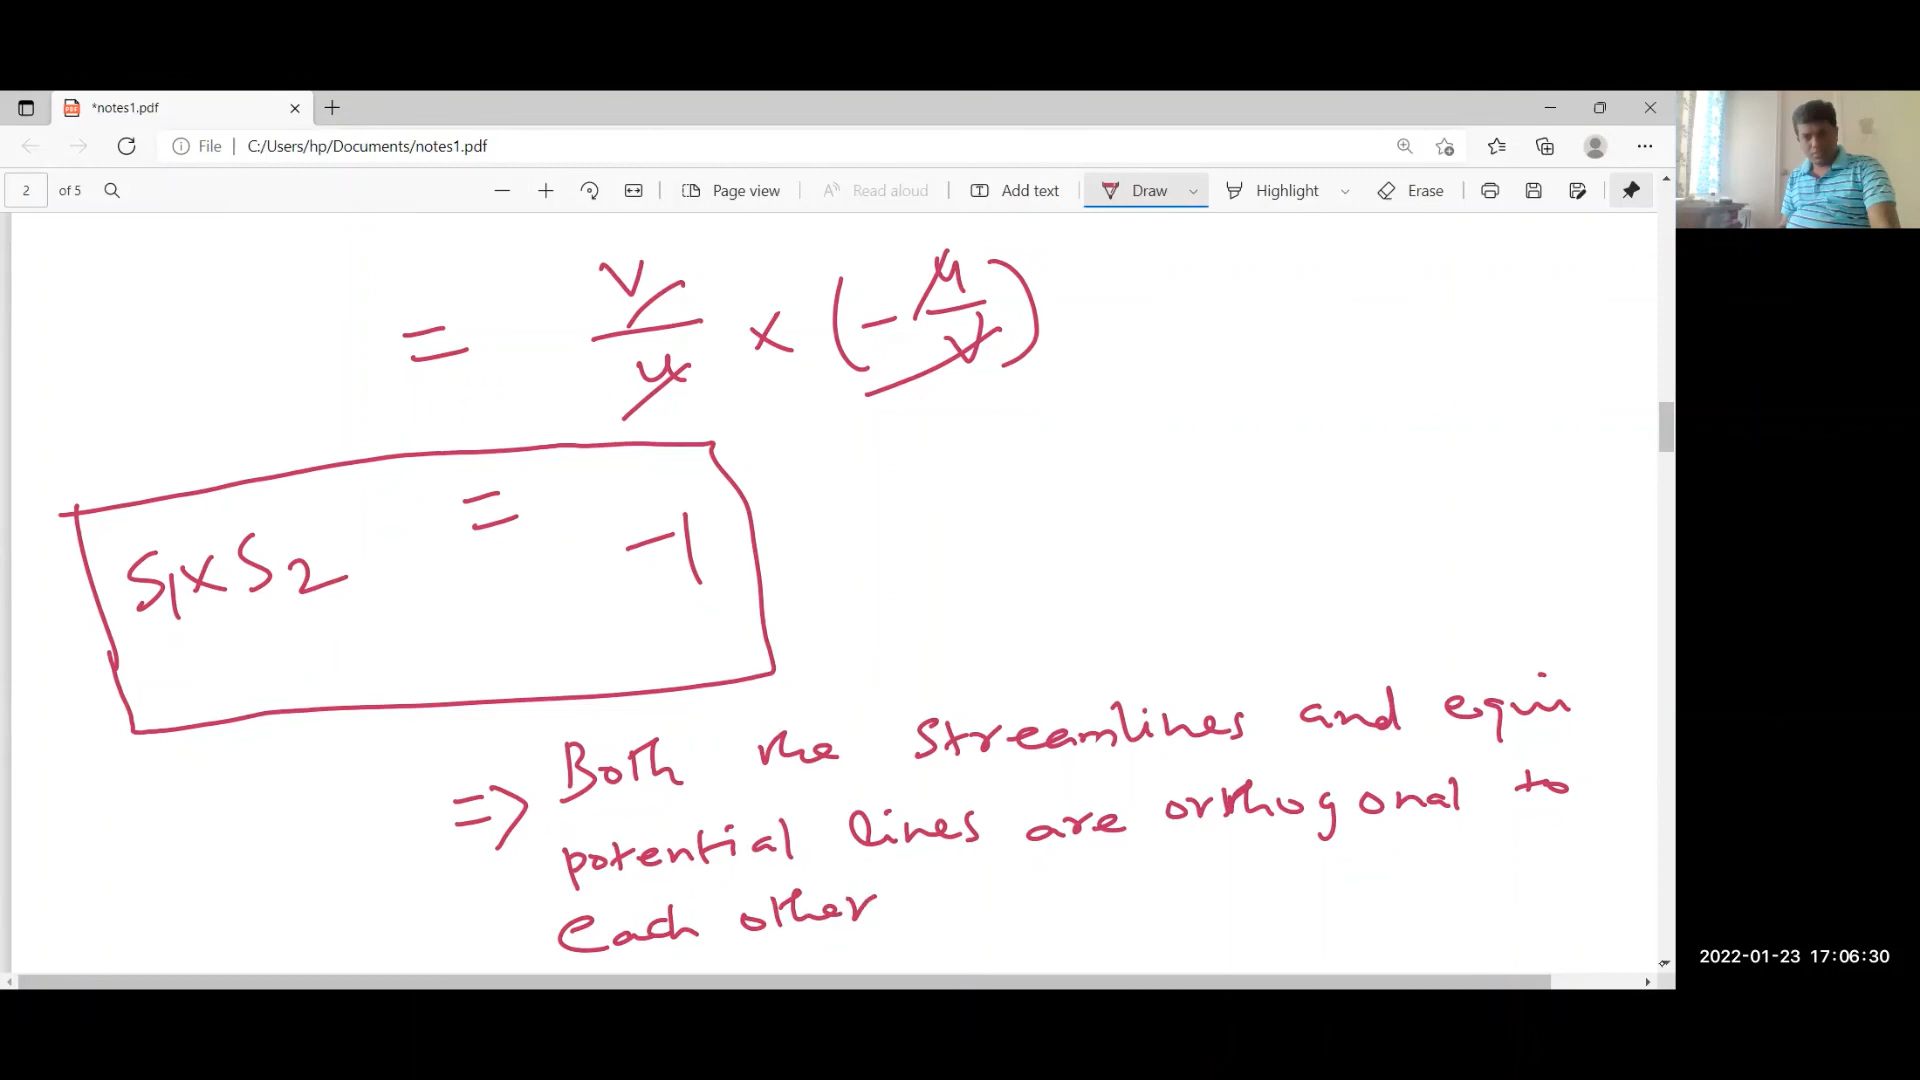 *notes1.pdf
File C:/Users/hp/Documents/notes1.pdf
2 of 5 Page view Read aloud Add text Draw Highlight Erase
= v/u × (-u/v)
S1 × S2 = -1
=> Both the streamlines and equi
potential lines are orthogonal to
each other
2022-01-23 17:06:30